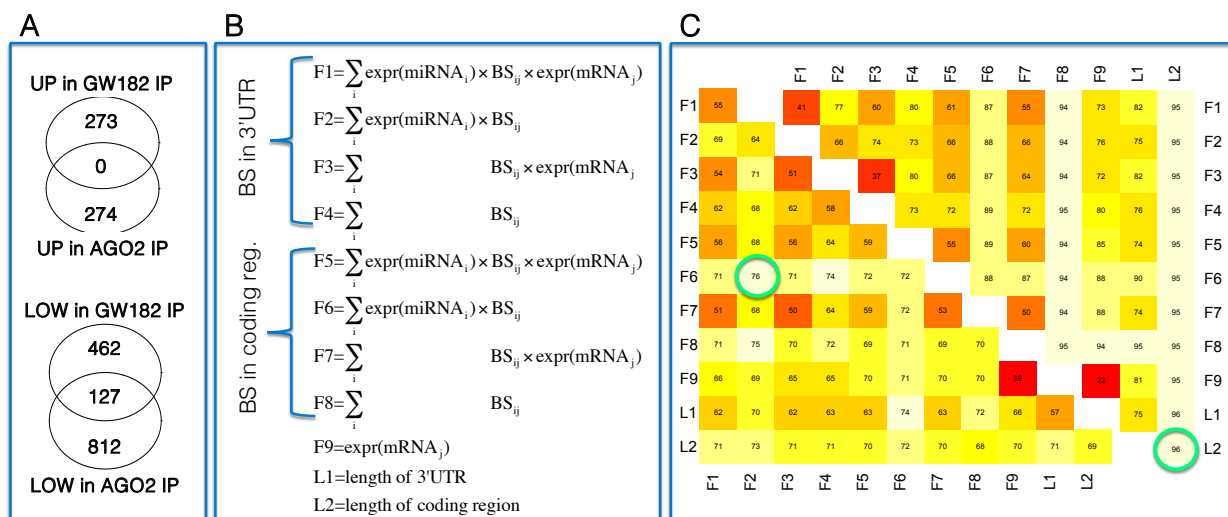 A
UP in GW182 IP
273
0
274
UP in AGO2 IP
LOW in GW182 IP
462
127
812
LOW in AGO2 IP
B
BS in 3'UTR
F1=∑i expr(miRNAi)×BSij×expr(mRNAj)
F2=∑i expr(miRNAi)×BSij
F3=∑i BSij×expr(mRNAj
F4=∑i BSij
BS in coding reg.
F5=∑i expr(miRNAi)×BSij×expr(mRNAj)
F6=∑i expr(miRNAi)×BSij
F7=∑i BSij×expr(mRNAj)
F8=∑i BSij
F9=expr(mRNAj)
L1=length of 3'UTR
L2=length of coding region
C
F1 F2 F3 F4 F5 F6 F7 F8 F9 L1 L2
F1 55 41 77 60 80 61 87 55 94 73 82 95 F1
F2 69 64 66 74 73 66 88 66 94 76 75 95 F2
F3 54 71 51 37 80 66 87 64 94 72 82 95 F3
F4 62 68 62 58 73 72 89 72 95 80 76 95 F4
F5 56 68 56 64 59 55 89 60 94 85 74 95 F5
F6 71 76 71 74 72 72 88 87 94 88 90 95 F6
F7 51 68 50 64 59 72 53 50 94 88 74 95 F7
F8 71 75 70 72 69 71 69 70 95 94 95 95 F8
F9 66 69 65 65 70 71 70 70 39 23 81 95 F9
L1 62 70 62 63 63 74 63 72 66 57 75 96 L1
L2 71 73 71 71 70 72 70 68 70 71 69 96 L2
F1 F2 F3 F4 F5 F6 F7 F8 F9 L1 L2